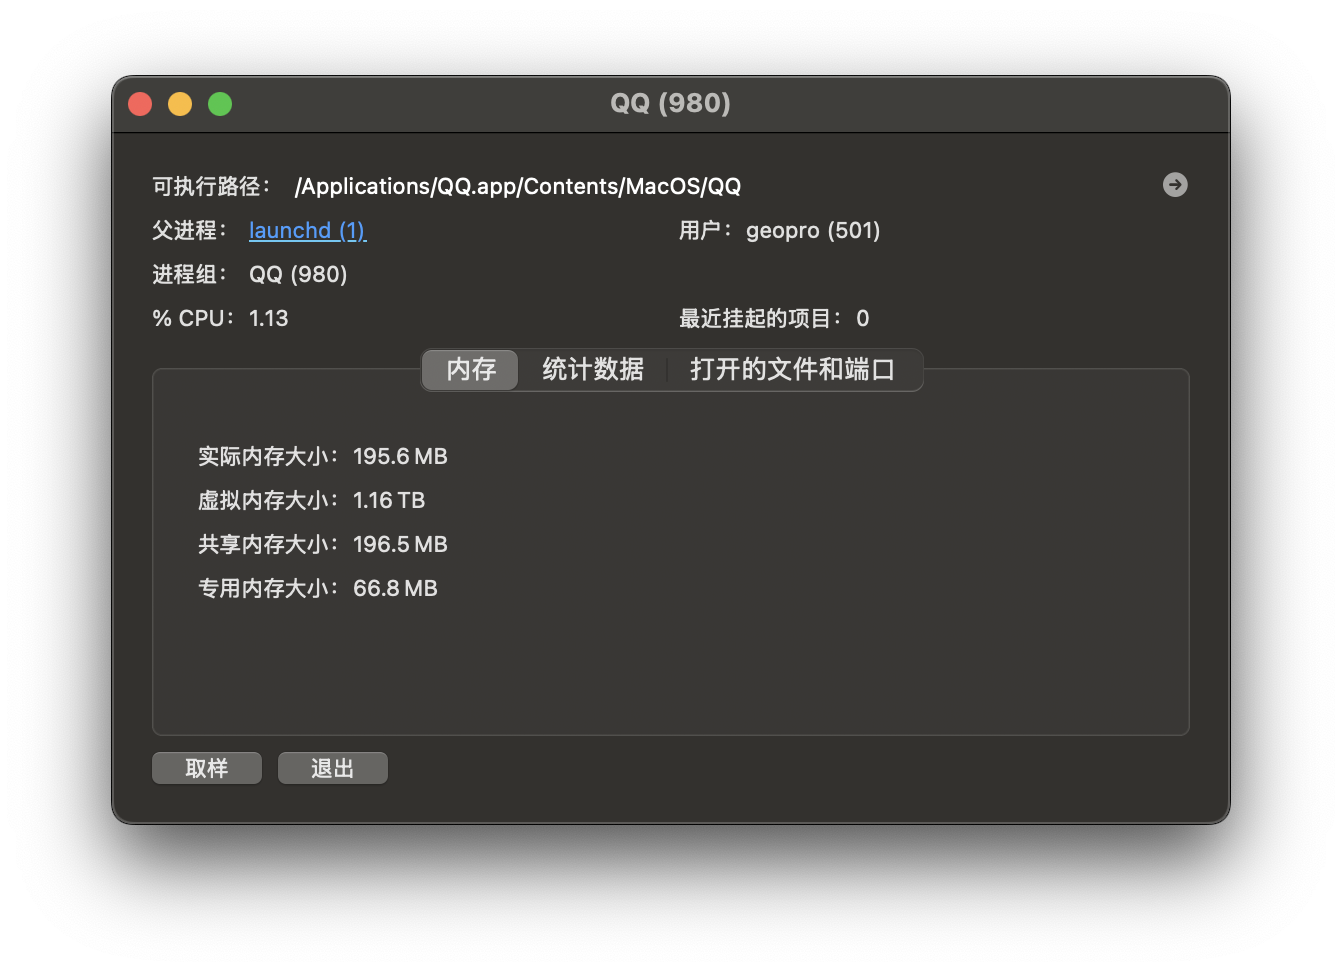 QQ (980)
可执行路径： /Applications/QQ.app/Contents/MacOS/QQ
父进程： launchd (1) 用户： geopro (501)
进程组： QQ (980)
% CPU： 1.13 最近挂起的项目： 0
内存 统计数据 打开的文件和端口
实际内存大小： 195.6 MB
虚拟内存大小： 1.16 TB
共享内存大小： 196.5 MB
专用内存大小： 66.8 MB
取样 退出